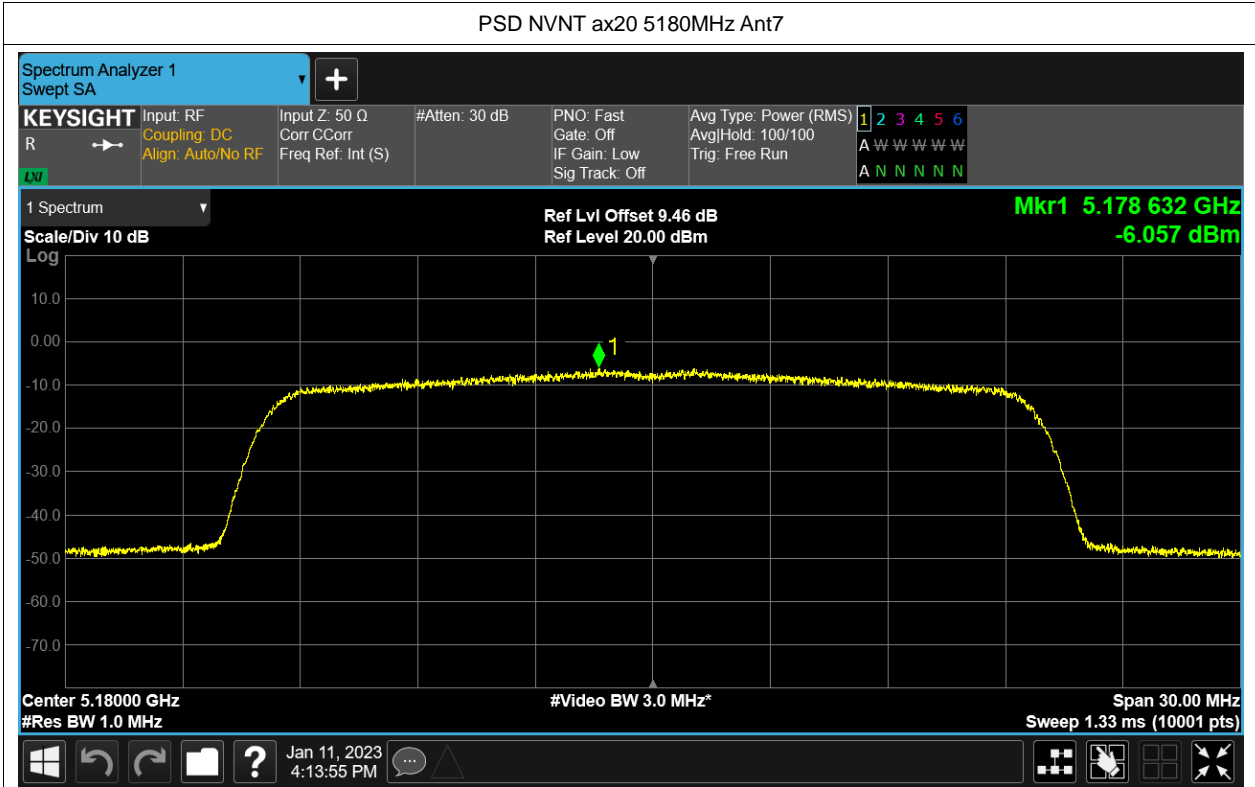 PSD NVNT ax20 5180MHz Ant7
Spectrum Analyzer 1
Swept SA
KEYSIGHT
R
LXI
Input: RF
Coupling: DC
Align: Auto/No RF
Input Z: 50 Ω
Corr CCorr
Freq Ref: Int (S)
#Atten: 30 dB
PNO: Fast
Gate: Off
IF Gain: Low
Sig Track: Off
Avg Type: Power (RMS)
Avg|Hold: 100/100
Trig: Free Run
1 2 3 4 5 6
A W W W W W
A N N N N N
1 Spectrum
Scale/Div 10 dB
Log
Ref Lvl Offset 9.46 dB
Ref Level 20.00 dBm
Mkr1 5.178 632 GHz
-6.057 dBm
10.0
0.00
-10.0
-20.0
-30.0
-40.0
-50.0
-60.0
-70.0
1
Center 5.18000 GHz
#Res BW 1.0 MHz
#Video BW 3.0 MHz*
Span 30.00 MHz
Sweep 1.33 ms (10001 pts)
?
Jan 11, 2023
4:13:55 PM